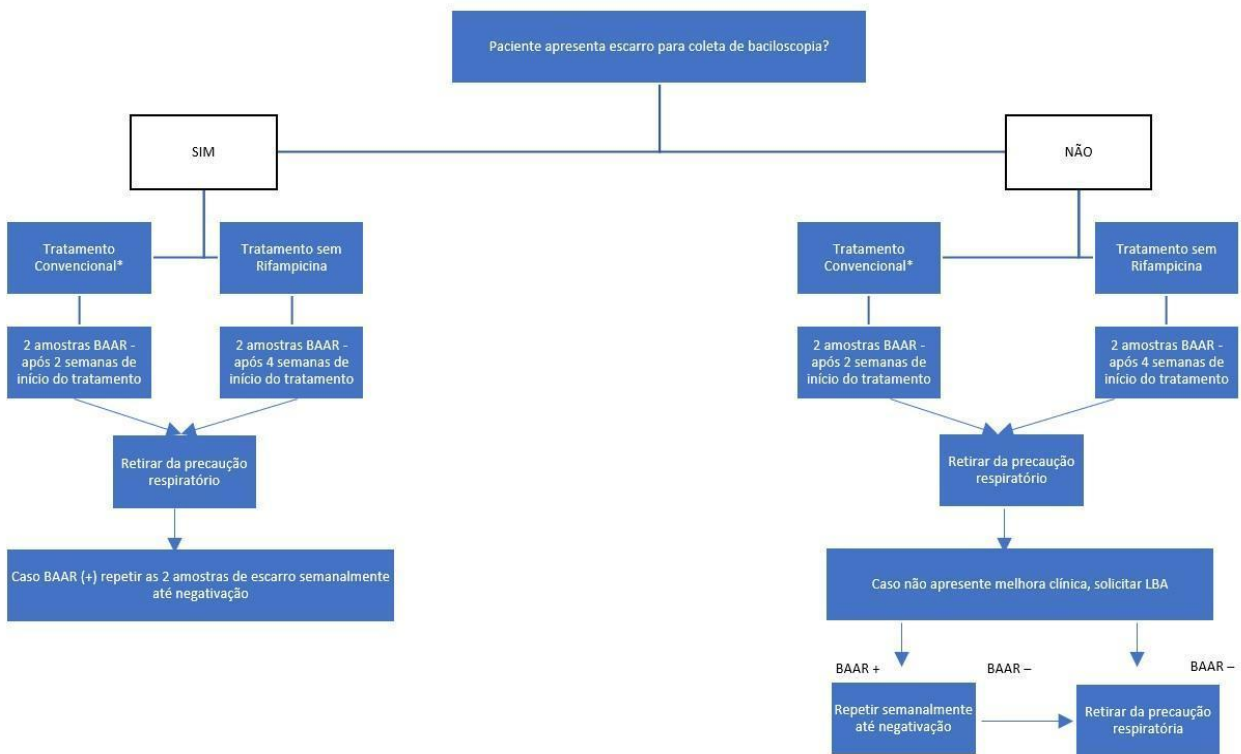 Paciente apresenta escarro para coleta de baciloscopia?
SIM
NÃO
Tratamento
Convencional*
Tratamento sem
Rifampicina
Tratamento
Convencional*
Tratamento sem
Rifampicina
2 amostras BAAR -
após 2 semanas de
início do tratamento
2 amostras BAAR -
após 4 semanas de
início do tratamento
2 amostras BAAR -
após 2 semanas de
início do tratamento
2 amostras BAAR -
após 4 semanas de
início do tratamento
Retirar da precaução
respiratório
Retirar da precaução
respiratório
Caso BAAR (+) repetir as 2 amostras de escarro semanalmente
até negativação
Caso não apresente melhora clínica, solicitar LBA
BAAR +
BAAR –
BAAR –
Repetir semanalmente
até negativação
Retirar da precaução
respiratória